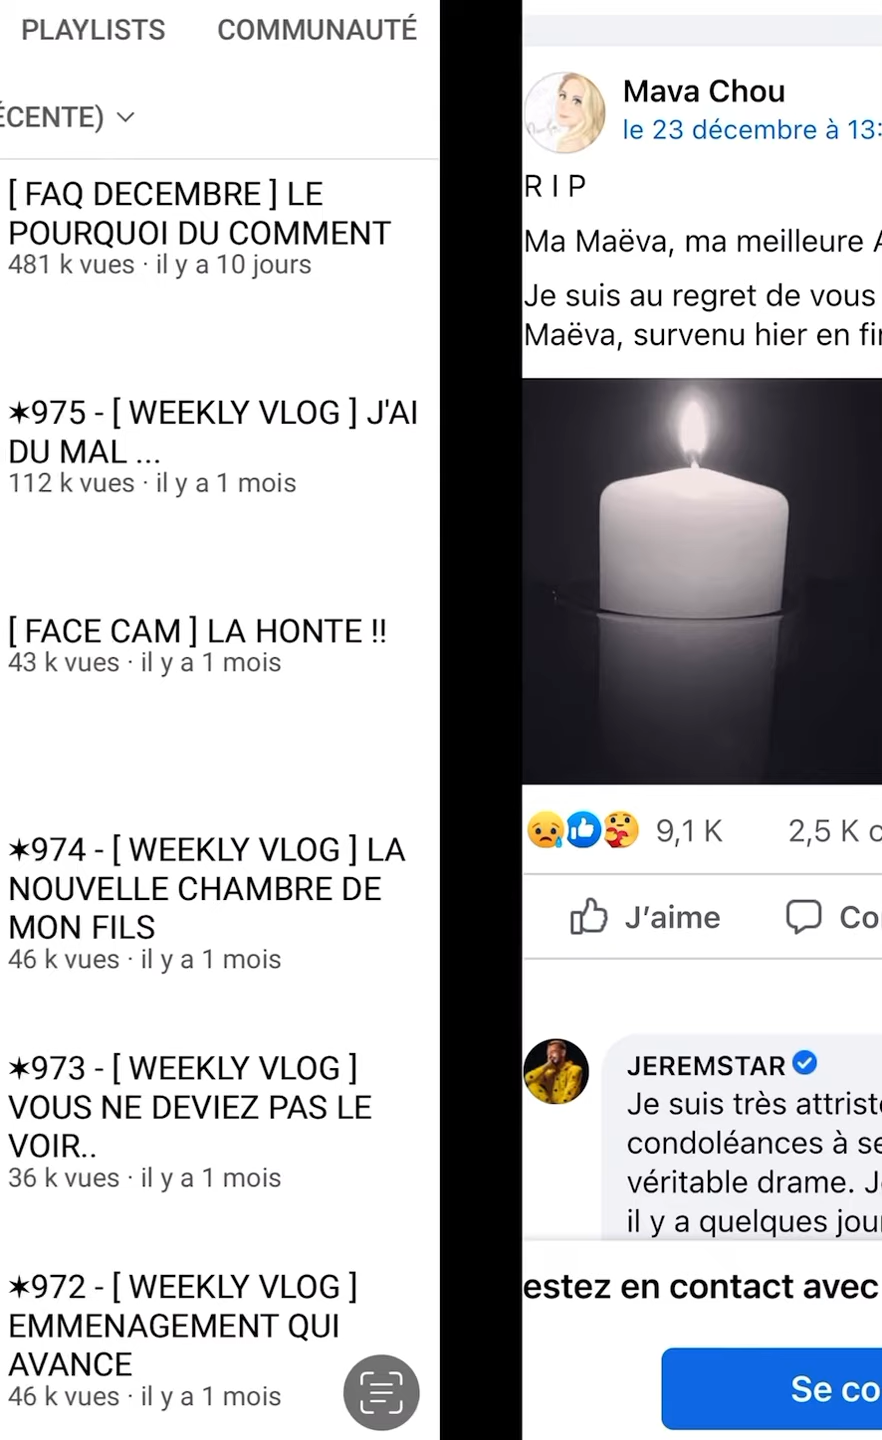 PLAYLISTS COMMUNAUTÉ
ÉCENTE)
[ FAQ DECEMBRE ] LE
POURQUOI DU COMMENT
481 k vues · il y a 10 jours
✶975 - [ WEEKLY VLOG ] J'AI
DU MAL ...
112 k vues · il y a 1 mois
[ FACE CAM ] LA HONTE !!
43 k vues · il y a 1 mois
✶974 - [ WEEKLY VLOG ] LA
NOUVELLE CHAMBRE DE
MON FILS
46 k vues · il y a 1 mois
✶973 - [ WEEKLY VLOG ]
VOUS NE DEVIEZ PAS LE
VOIR..
36 k vues · il y a 1 mois
✶972 - [ WEEKLY VLOG ]
EMMENAGEMENT QUI
AVANCE
46 k vues · il y a 1 mois
Mava Chou
le 23 décembre à 13:
R I P
Ma Maëva, ma meilleure
Je suis au regret de vous
Maëva, survenu hier en
9,1 K 2,5 K
J'aime
JEREMSTAR
Je suis très
condoléances à
véritable drame.
il y a quelques
estez en contact avec
Se